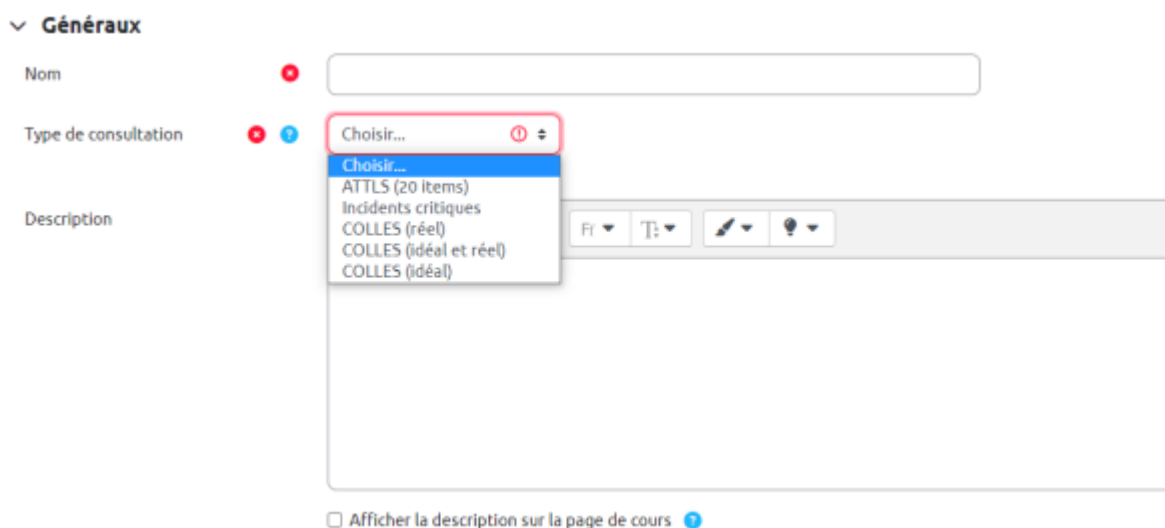 Généraux
Nom
Type de consultation
Choisir...
Choisir...
ATTLS (20 items)
Incidents critiques
COLLES (réel)
COLLES (idéal et réel)
COLLES (idéal)
Description
Fr
Afficher la description sur la page de cours